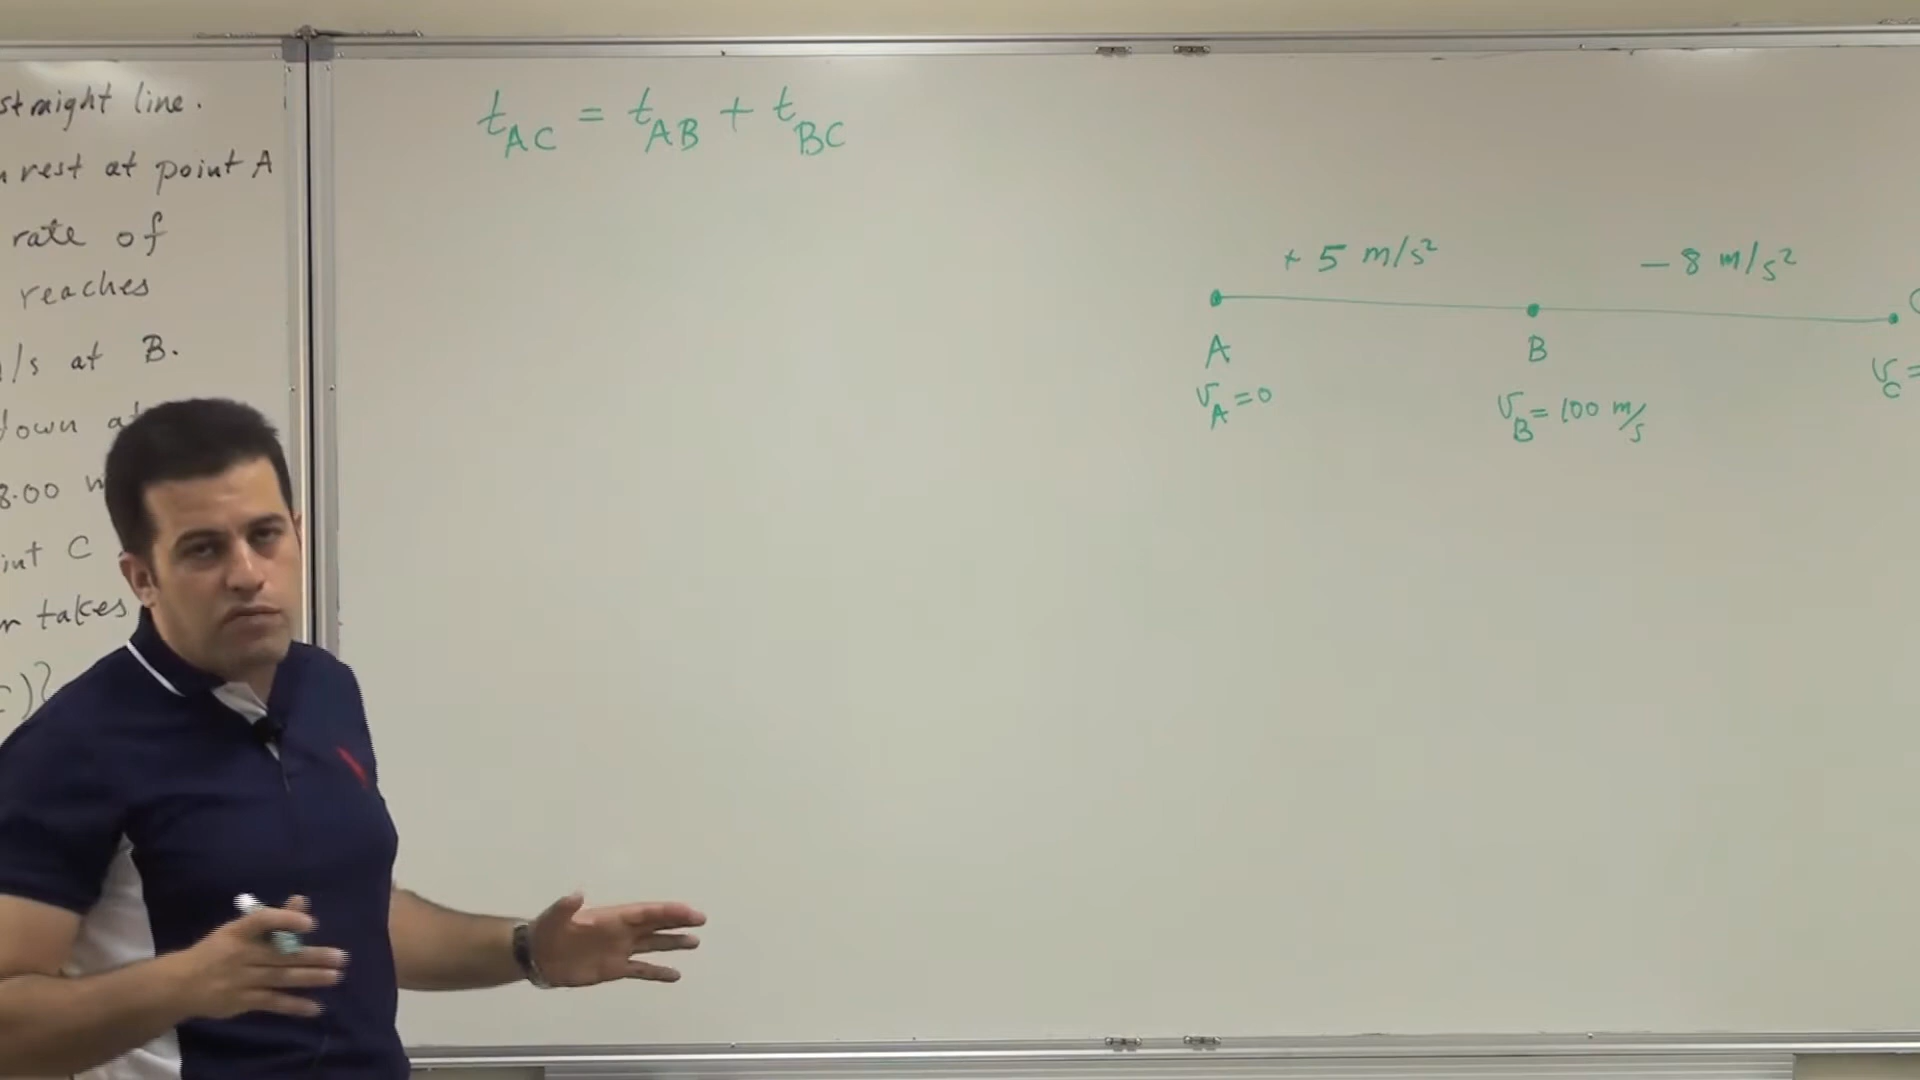 straight line.
rest at point A
rate of
reaches
/s at B.
down a
8.00
int C
takes
C)?
t_AC = t_AB + t_BC
+ 5 m/s² − 8 m/s²
A B C
v_A = 0 v_B = 100 m/s v_C =